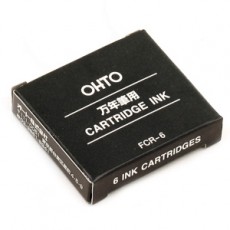 OHTO
万年筆用
CARTRIDGE INK
FCR-6
6 INK CARTRIDGES